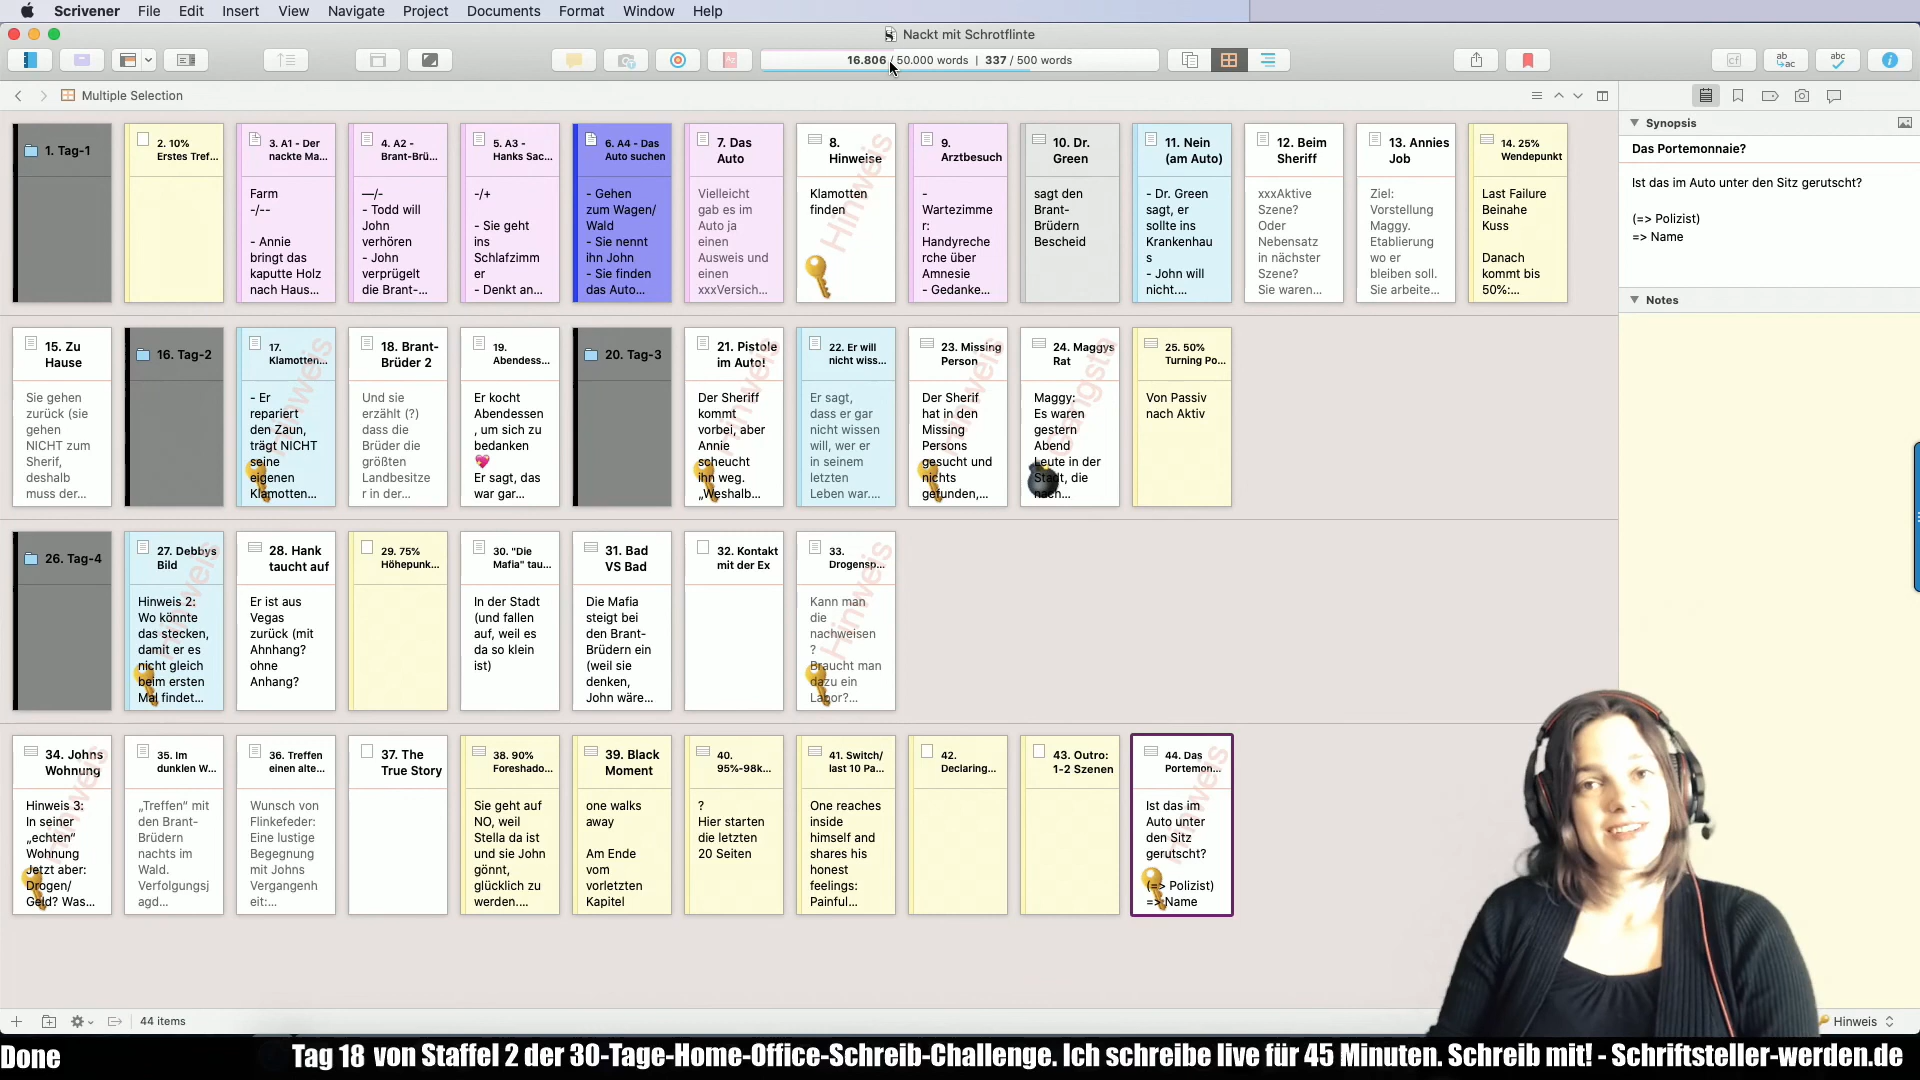 Scrivener File Edit Insert View Navigate Project Documents Format Window Help
Nackt mit Schrotflinte
16.806 / 50.000 words | 337 / 500 words
Multiple Selection
1. Tag-1
2. 10%
Erstes Tref...
3. A1 - Der
nackte Ma...
Farm
-/--
- Annie
bringt das
kaputte Holz
nach Haus...
4. A2 -
Brant-Brü...
—/-
- Todd will
John
verhören
- John
verprügelt
die Brant-...
5. A3 -
Hanks Sac...
-/+
- Sie geht
ins
Schlafzimm
er
- Denkt an...
6. A4 - Das
Auto suchen
- Gehen
zum Wagen/
Wald
- Sie nennt
ihn John
- Sie finden
das Auto...
7. Das
Auto
Vielleicht
gab es im
Auto ja
einen
Ausweis und
einen
xxxVersich...
8.
Hinweise
Klamotten
finden
Hinweis
9.
Arztbesuch
-
Wartezimme
r:
Handyreche
rche über
Amnesie
- Gedanke...
10. Dr.
Green
sagt den
Brant-
Brüdern
Bescheid
11. Nein
(am Auto)
- Dr. Green
sagt, er
sollte ins
Krankenhau
s
- John will
nicht....
12. Beim
Sheriff
xxxAktive
Szene?
Oder
Nebensatz
in nächster
Szene?
Sie waren...
13. Annies
Job
Ziel:
Vorstellung
Maggy.
Etablierung
wo er
bleiben soll.
Sie arbeite...
14. 25%
Wendepunkt
Last Failure
Beinahe
Kuss
Danach
kommt bis
50%:...
15. Zu
Hause
Sie gehen
zurück (sie
gehen
NICHT zum
Sherif,
deshalb
muss der...
16. Tag-2
17.
Klamotten...
- Er
repariert
den Zaun,
trägt NICHT
seine
eigenen
Klamotten...
Hinweis
18. Brant-
Brüder 2
Und sie
erzählt (?)
dass die
Brüder die
größten
Landbesitze
r in der...
19.
Abendess...
Er kocht
Abendessen
, um sich zu
bedanken
💖
Er sagt, das
war gar...
20. Tag-3
21. Pistole
im Auto!
Der Sheriff
kommt
vorbei, aber
Annie
scheucht
ihn weg.
„Weshalb...
Hinweis
22. Er will
nicht wiss...
Er sagt,
dass er gar
nicht wissen
will, wer er
in seinem
letzten
Leben war....
23. Missing
Person
Der Sherif
hat in den
Missing
Persons
gesucht und
nichts
gefunden,...
Hinweis
24. Maggys
Rat
Maggy:
Es waren
gestern
Abend
Leute in der
Stadt, die
nach...
Gangsta
25. 50%
Turning Po...
Von Passiv
nach Aktiv
26. Tag-4
27. Debbys
Bild
Hinweis 2:
Wo könnte
das stecken,
damit er es
nicht gleich
beim ersten
Mal findet...
Hinweis
28. Hank
taucht auf
Er ist aus
Vegas
zurück (mit
Ahnhang?
ohne
Anhang?
29. 75%
Höhepunk...
30. "Die
Mafia" tau...
In der Stadt
(und fallen
auf, weil es
da so klein
ist)
31. Bad
VS Bad
Die Mafia
steigt bei
den Brant-
Brüdern ein
(weil sie
denken,
John wäre...
32. Kontakt
mit der Ex
33.
Drogensp...
Kann man
die
nachweisen
?
Braucht man
dazu ein
Labor?...
Hinweis
34. Johns
Wohnung
Hinweis 3:
In seiner
„echten“
Wohnung
Jetzt aber:
Drogen/
Geld? Was...
Hinweis
35. Im
dunklen W...
„Treffen“ mit
den Brant-
Brüdern
nachts im
Wald.
Verfolgungsj
agd...
36. Treffen
einen alte...
Wunsch von
Flinkefeder:
Eine lustige
Begegnung
mit Johns
Vergangenh
eit:...
37. The
True Story
38. 90%
Foreshado...
Sie geht auf
NO, weil
Stella da ist
und sie John
gönnt,
glücklich zu
werden....
39. Black
Moment
one walks
away
Am Ende
vom
vorletzten
Kapitel
40.
95%-98k...
?
Hier starten
die letzten
20 Seiten
41. Switch/
last 10 Pa...
One reaches
inside
himself and
shares his
honest
feelings:
Painful...
42.
Declaring...
43. Outro:
1-2 Szenen
44. Das
Portemon...
Ist das im
Auto unter
den Sitz
gerutscht?
(=> Polizist)
=> Name
Hinweis
Synopsis
Das Portemonnaie?
Ist das im Auto unter den Sitz gerutscht?
(=> Polizist)
=> Name
Notes
44 items
Hinweis
Done
Tag 18 von Staffel 2 der 30-Tage-Home-Office-Schreib-Challenge. Ich schreibe live für 45 Minuten. Schreib mit! - Schriftsteller-werden.de